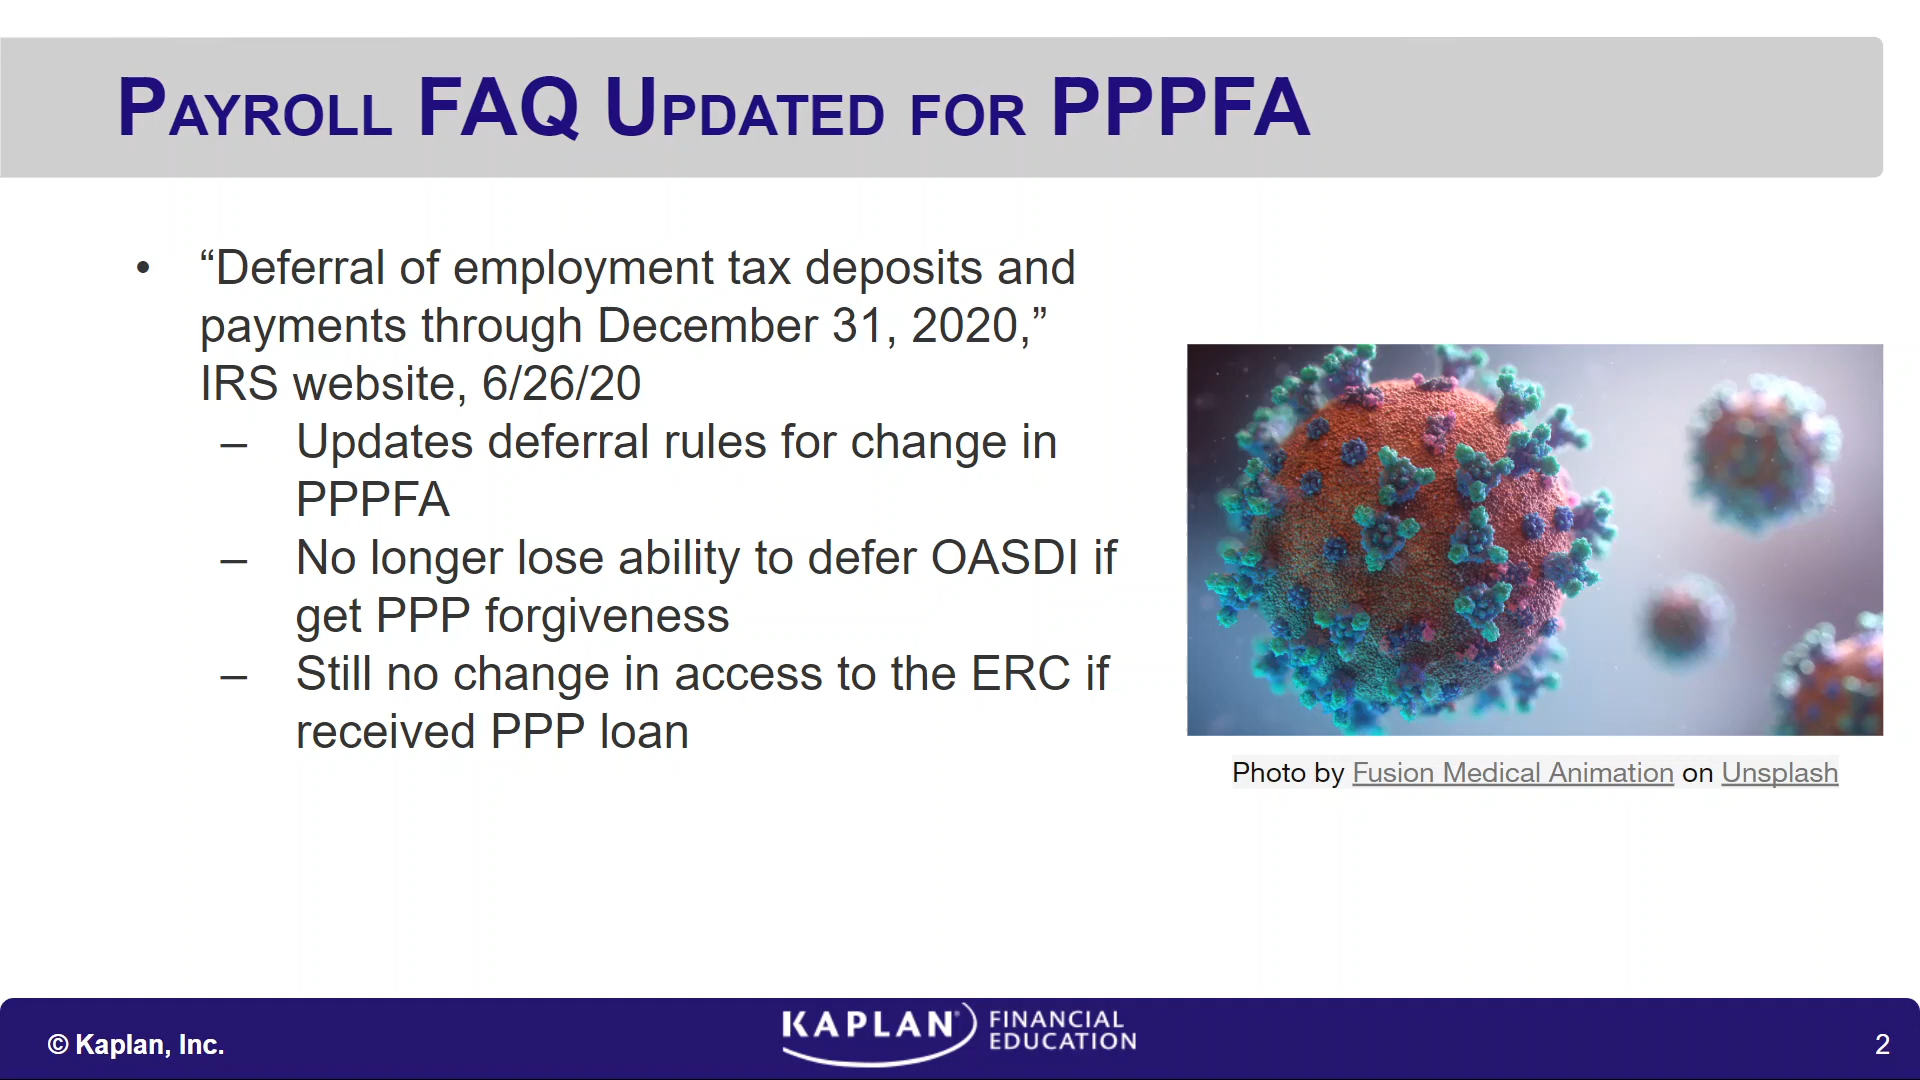 PAYROLL FAQ UPDATED FOR PPPFA
• “Deferral of employment tax deposits and
payments through December 31, 2020,”
IRS website, 6/26/20
– Updates deferral rules for change in
PPPFA
– No longer lose ability to defer OASDI if
get PPP forgiveness
– Still no change in access to the ERC if
received PPP loan
Photo by Fusion Medical Animation on Unsplash
© Kaplan, Inc.
KAPLAN® FINANCIAL
EDUCATION
2